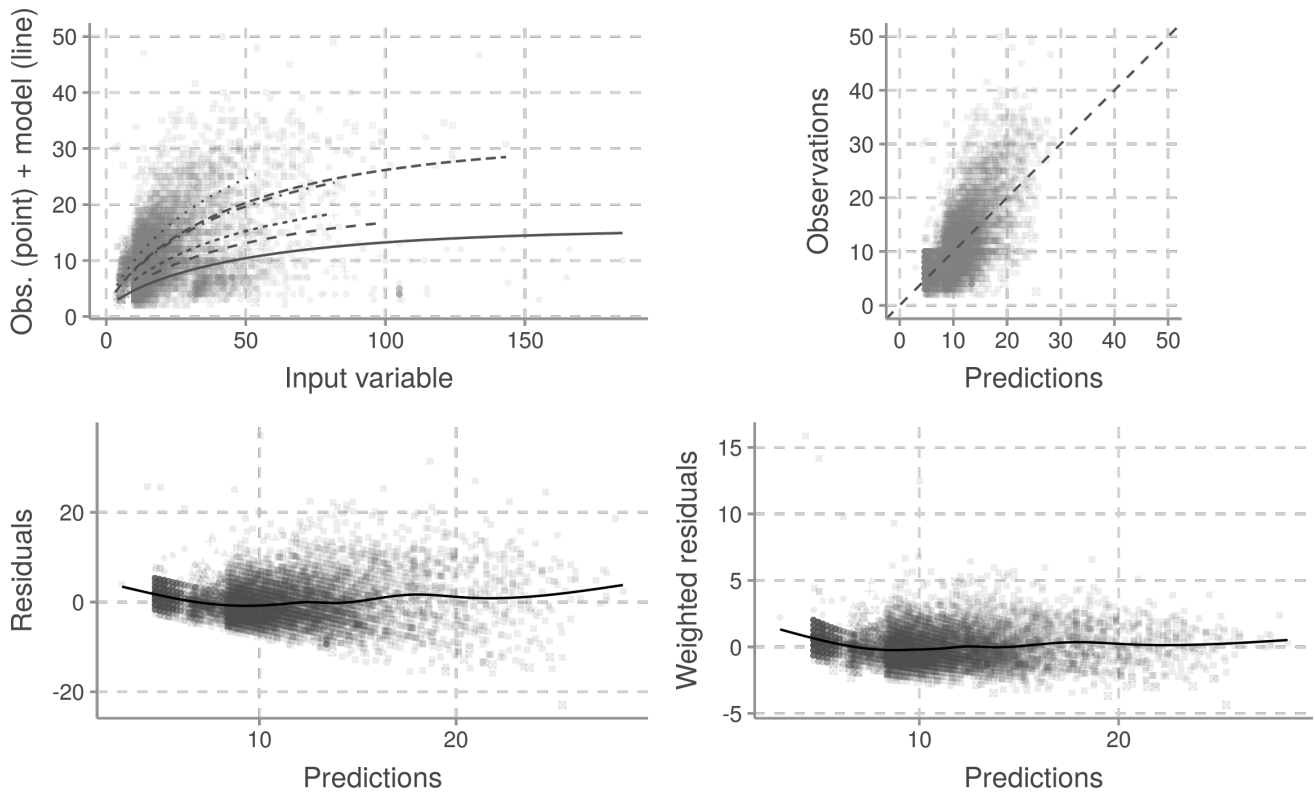 Obs. (point) + model (line)
50
40
30
20
10
0
0 50 100 150
Input variable
Observations
50
40
30
20
10
0
0 10 20 30 40 50
Predictions
Residuals
20
0
-20
10 20
Predictions
Weighted residuals
15
10
5
0
-5
10 20
Predictions